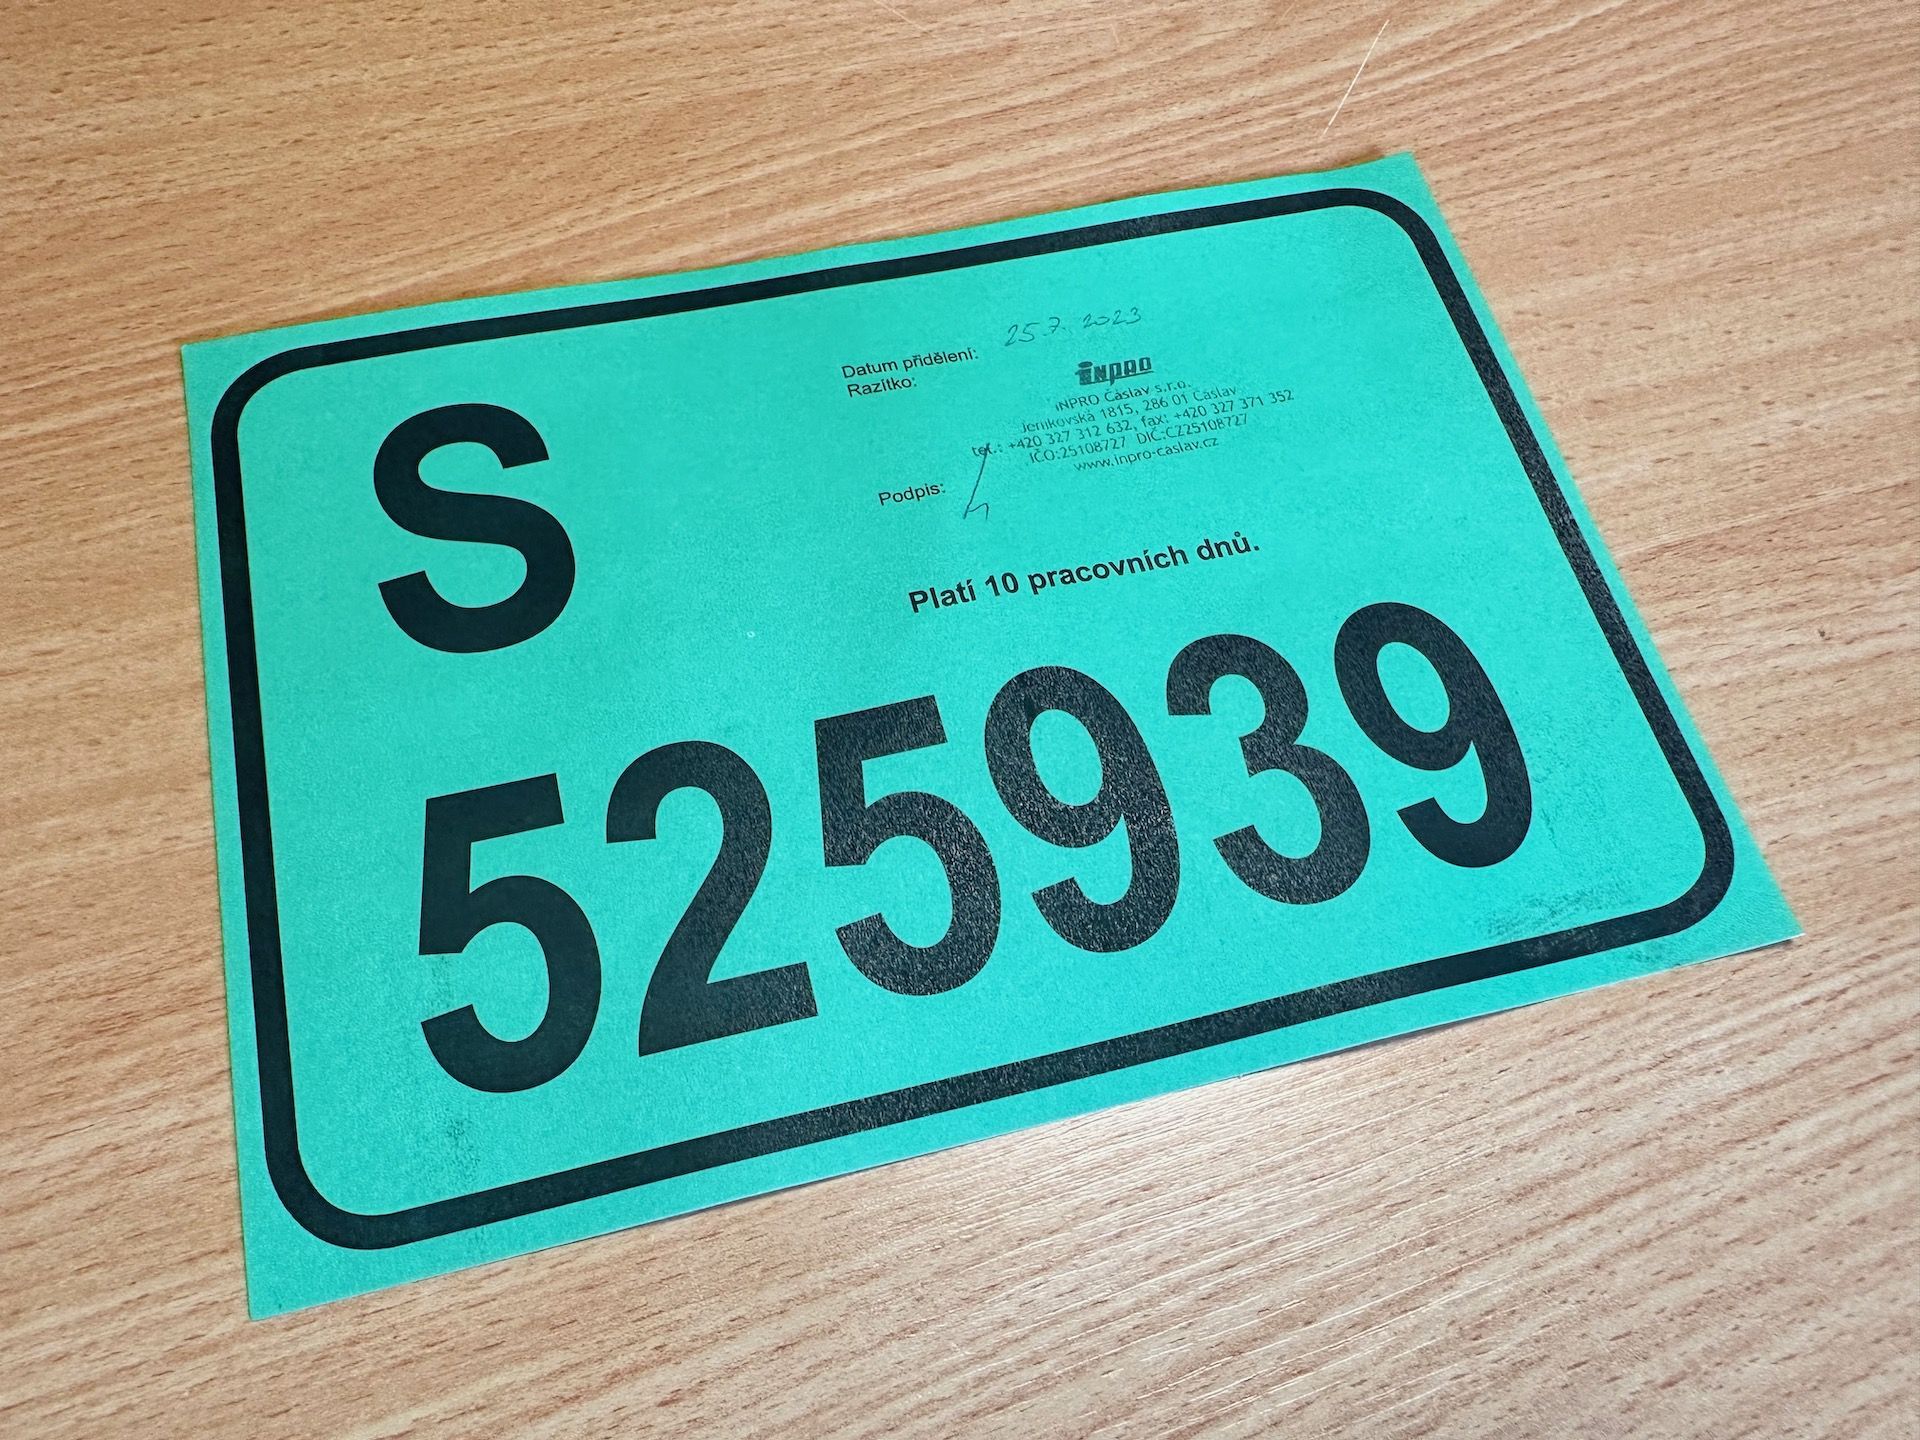 S
Datum přidělení: 25.7. 2023
Razítko:
inpro
INPRO Čáslav s.r.o.
Jeníkovská 1815, 286 01 Čáslav
tel.: +420 327 312 632, fax: +420 327 371 352
IČO:25108727 DIČ:CZ25108727
www.inpro-caslav.cz
Podpis:
Platí 10 pracovních dnů.
525939